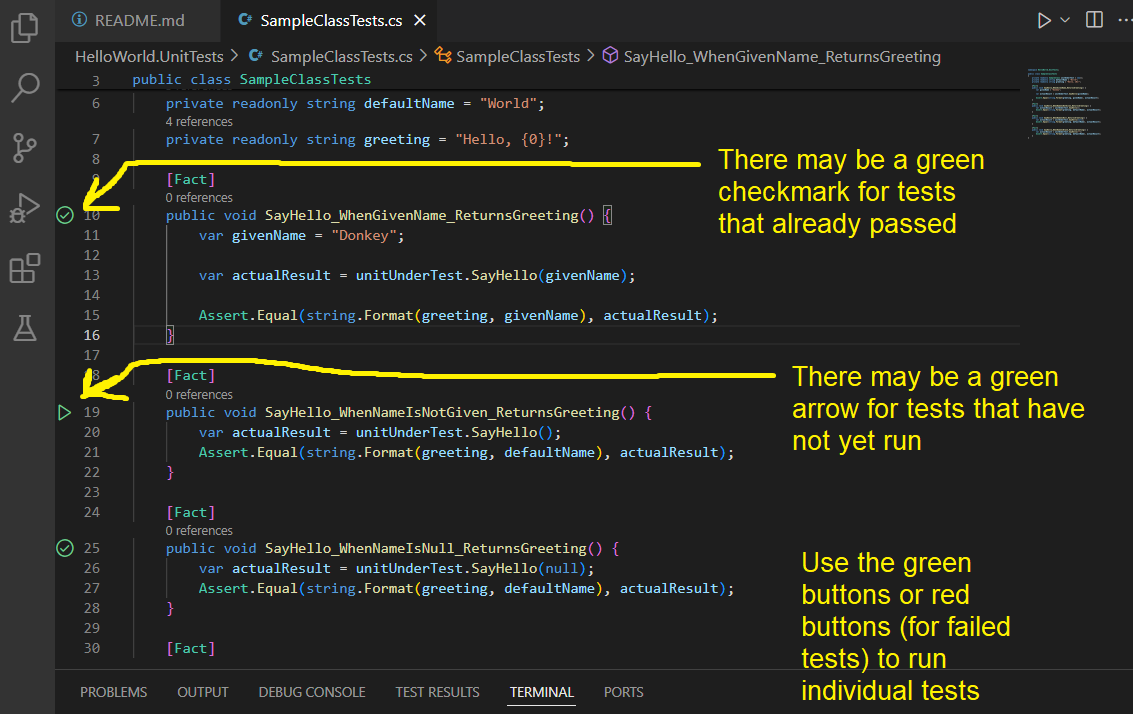 README.md
SampleClassTests.cs
HelloWorld.UnitTests > SampleClassTests.cs > SampleClassTests > SayHello_WhenGivenName_ReturnsGreeting
3 public class SampleClassTests
6 private readonly string defaultName = "World";
4 references
7 private readonly string greeting = "Hello, {0}!";
8
9 [Fact]
0 references
10 public void SayHello_WhenGivenName_ReturnsGreeting() {
11 var givenName = "Donkey";
12
13 var actualResult = unitUnderTest.SayHello(givenName);
14
15 Assert.Equal(string.Format(greeting, givenName), actualResult);
16 }
17
18 [Fact]
0 references
19 public void SayHello_WhenNameIsNotGiven_ReturnsGreeting() {
20 var actualResult = unitUnderTest.SayHello();
21 Assert.Equal(string.Format(greeting, defaultName), actualResult);
22 }
23
24 [Fact]
0 references
25 public void SayHello_WhenNameIsNull_ReturnsGreeting() {
26 var actualResult = unitUnderTest.SayHello(null);
27 Assert.Equal(string.Format(greeting, defaultName), actualResult);
28 }
29
30 [Fact]
There may be a green
checkmark for tests
that already passed
There may be a green
arrow for tests that have
not yet run
Use the green
buttons or red
buttons (for failed
tests) to run
individual tests
PROBLEMS OUTPUT DEBUG CONSOLE TEST RESULTS TERMINAL PORTS